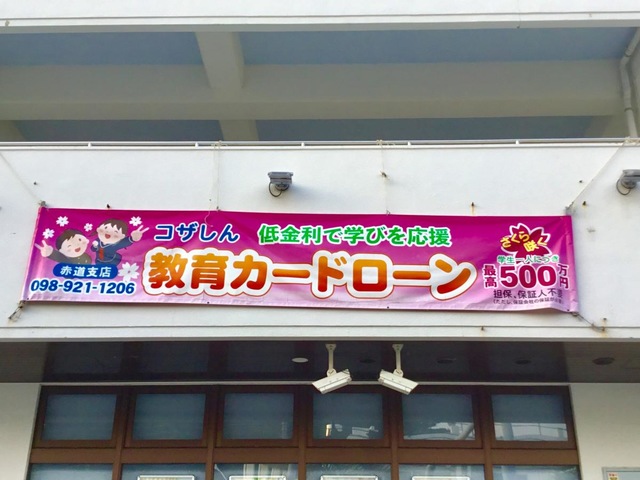 コザしん 低金利で学びを応援
教育カードローン
赤道支店
098-921-1206
さくら咲く
学生一人につき
最高500万円
担保、保証人不要